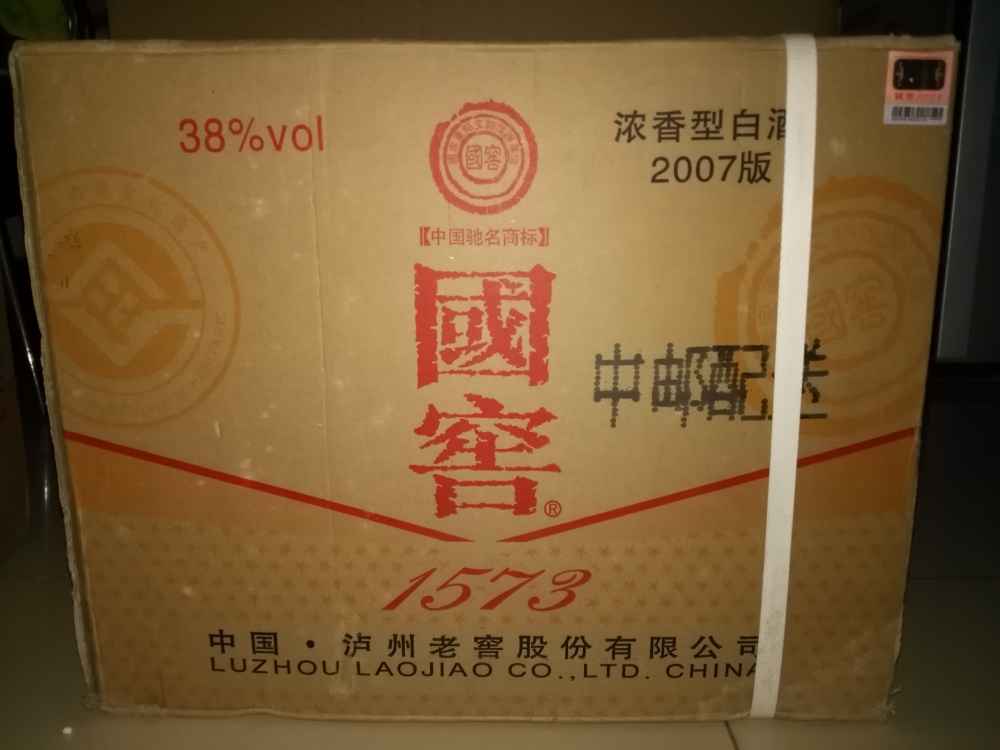 38%vol
國窖
浓香型白酒
2007版
【中国驰名商标】
國
窖®
中邮配送
1573
中国·泸州老窖股份有限公司
LUZHOU LAOJIAO CO.,LTD. CHINA
國窖